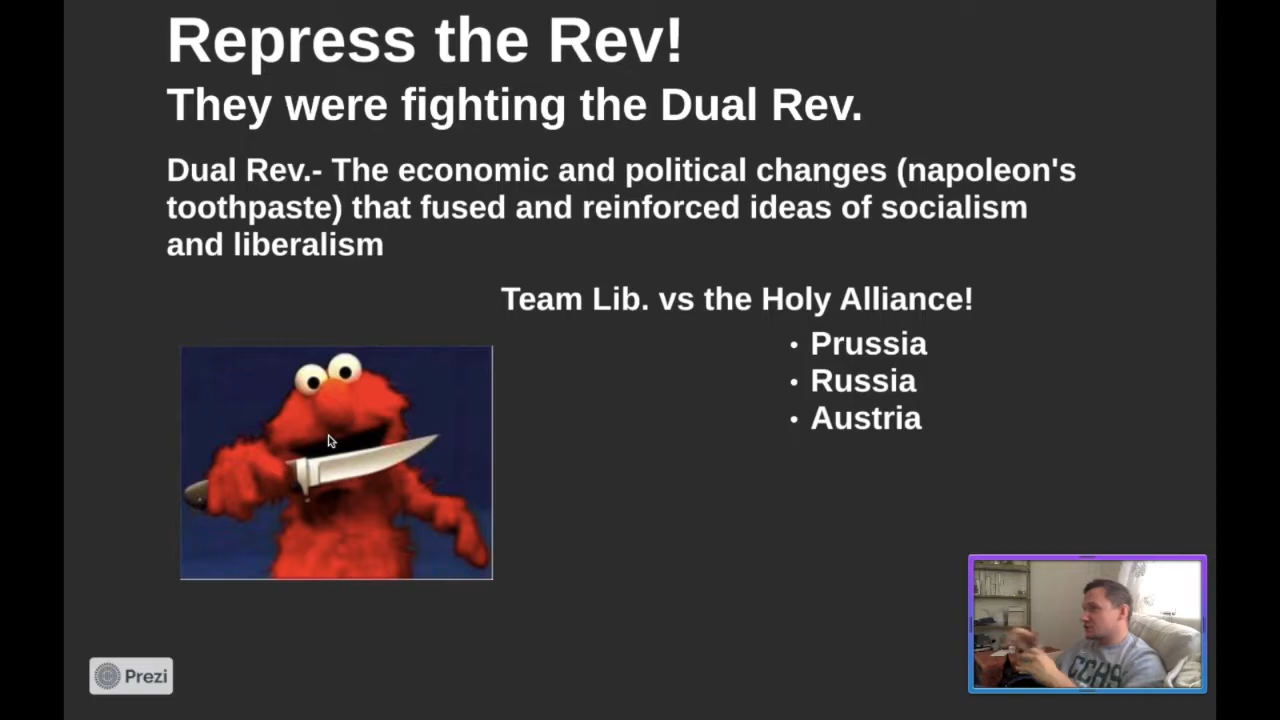 Repress the Rev!
They were fighting the Dual Rev.
Dual Rev.- The economic and political changes (napoleon's
toothpaste) that fused and reinforced ideas of socialism
and liberalism
Team Lib. vs the Holy Alliance!
• Prussia
• Russia
• Austria
Prezi
CCHS